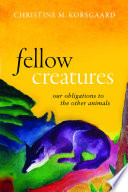 CHRISTINE M. KORSGAARD
fellow
creatures
our obligations to
the other animals